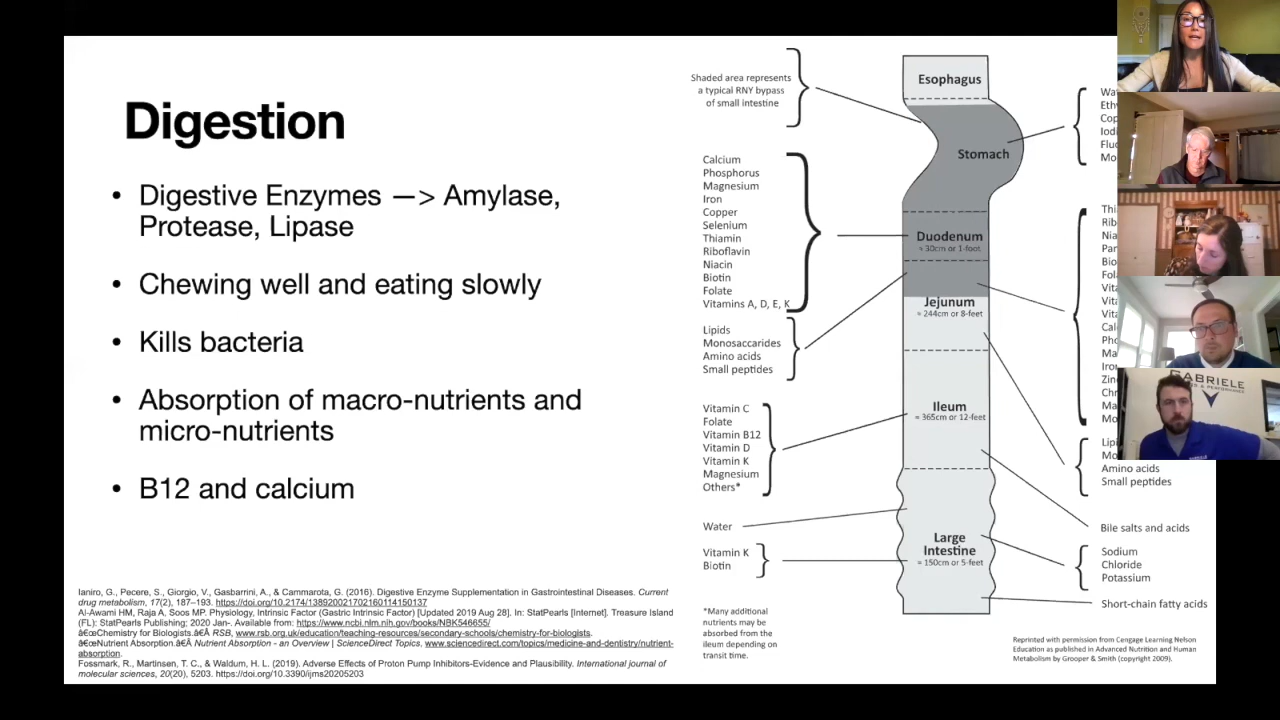 Digestion
• Digestive Enzymes —> Amylase,
Protease, Lipase
• Chewing well and eating slowly
• Kills bacteria
• Absorption of macro-nutrients and
micro-nutrients
• B12 and calcium
Ianiro, G., Pecere, S., Giorgio, V., Gasbarrini, A., & Cammarota, G. (2016). Digestive Enzyme Supplementation in Gastrointestinal Diseases. Current
drug metabolism, 17(2), 187–193. https://doi.org/10.2174/138920021702160114150137
Al-Awami HM, Raja A, Soos MP. Physiology, Intrinsic Factor (Gastric Intrinsic Factor) [Updated 2019 Aug 28]. In: StatPearls [Internet]. Treasure Island
(FL): StatPearls Publishing; 2020 Jan-. Available from: https://www.ncbi.nlm.nih.gov/books/NBK546655/
â€œChemistry for Biologists.â€Â RSB, www.rsb.org.uk/education/teaching-resources/secondary-schools/chemistry-for-biologists.
â€œNutrient Absorption.â€Â Nutrient Absorption - an Overview | ScienceDirect Topics, www.sciencedirect.com/topics/medicine-and-dentistry/nutrient-
absorption.
Fossmark, R., Martinsen, T. C., & Waldum, H. L. (2019). Adverse Effects of Proton Pump Inhibitors-Evidence and Plausibility. International journal of
molecular sciences, 20(20), 5203. https://doi.org/10.3390/ijms20205203
Shaded area represents
a typical RNY bypass
of small intestine
Calcium
Phosphorus
Magnesium
Iron
Copper
Selenium
Thiamin
Riboflavin
Niacin
Biotin
Folate
Vitamins A, D, E, K
Lipids
Monosaccarides
Amino acids
Small peptides
Vitamin C
Folate
Vitamin B12
Vitamin D
Vitamin K
Magnesium
Others*
Water
Vitamin K
Biotin
*Many additional
nutrients may be
absorbed from the
ileum depending on
transit time.
Esophagus
Stomach
Duodenum
≈ 30cm or 1-foot
Jejunum
≈ 244cm or 8-feet
Ileum
≈ 365cm or 12-feet
Large
Intestine
≈ 150cm or 5-feet
Amino acids
Small peptides
Bile salts and acids
Sodium
Chloride
Potassium
Short-chain fatty acids
Reprinted with permission from Cengage Learning Nelson
Education as published in Advanced Nutrition and Human
Metabolism by Grooper & Smith (copyright 2009).
GABRIELE